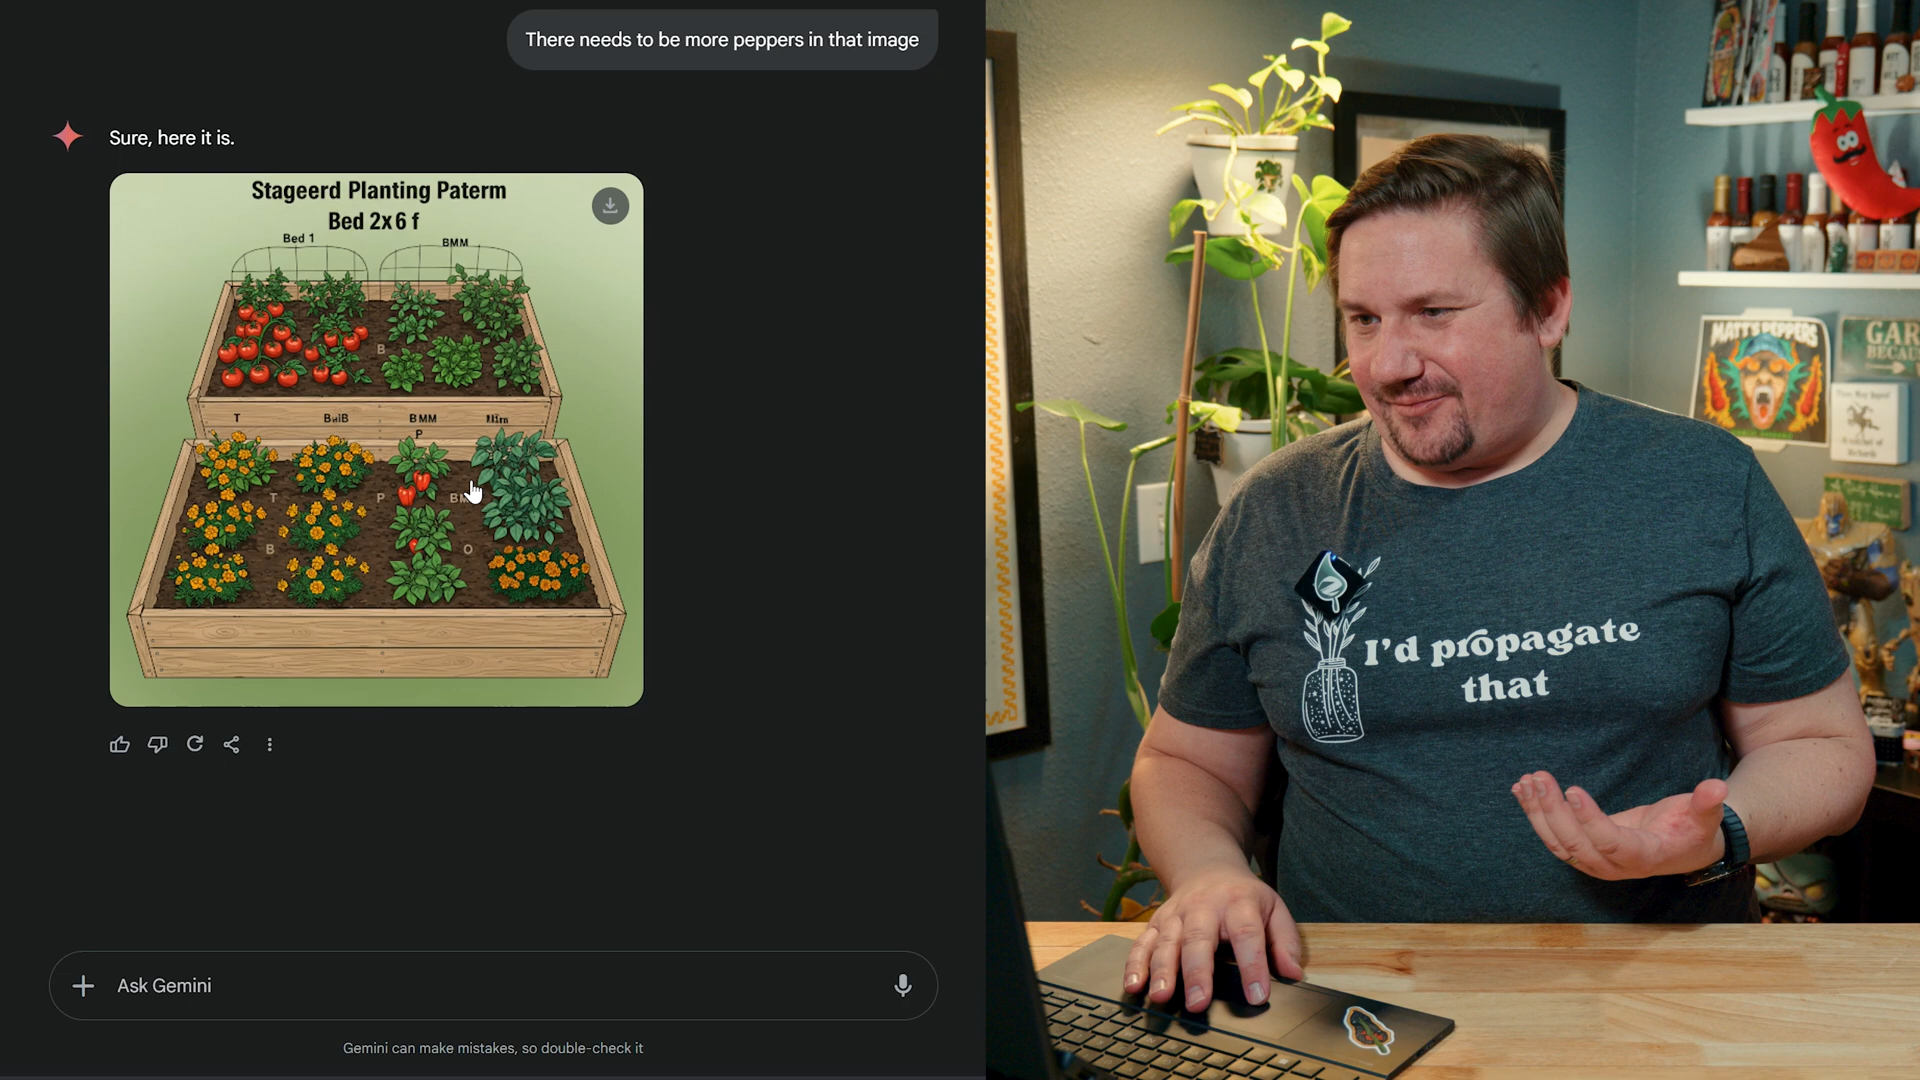 There needs to be more peppers in that image
Sure, here it is.
Stageerd Planting Paterm
Bed 2x6 f
Bed 1
BMM
B
T
BMM
P
T
P
B
O
Ask Gemini
Gemini can make mistakes, so double-check it
MATT'S PEPPERS
I'd propagate
that